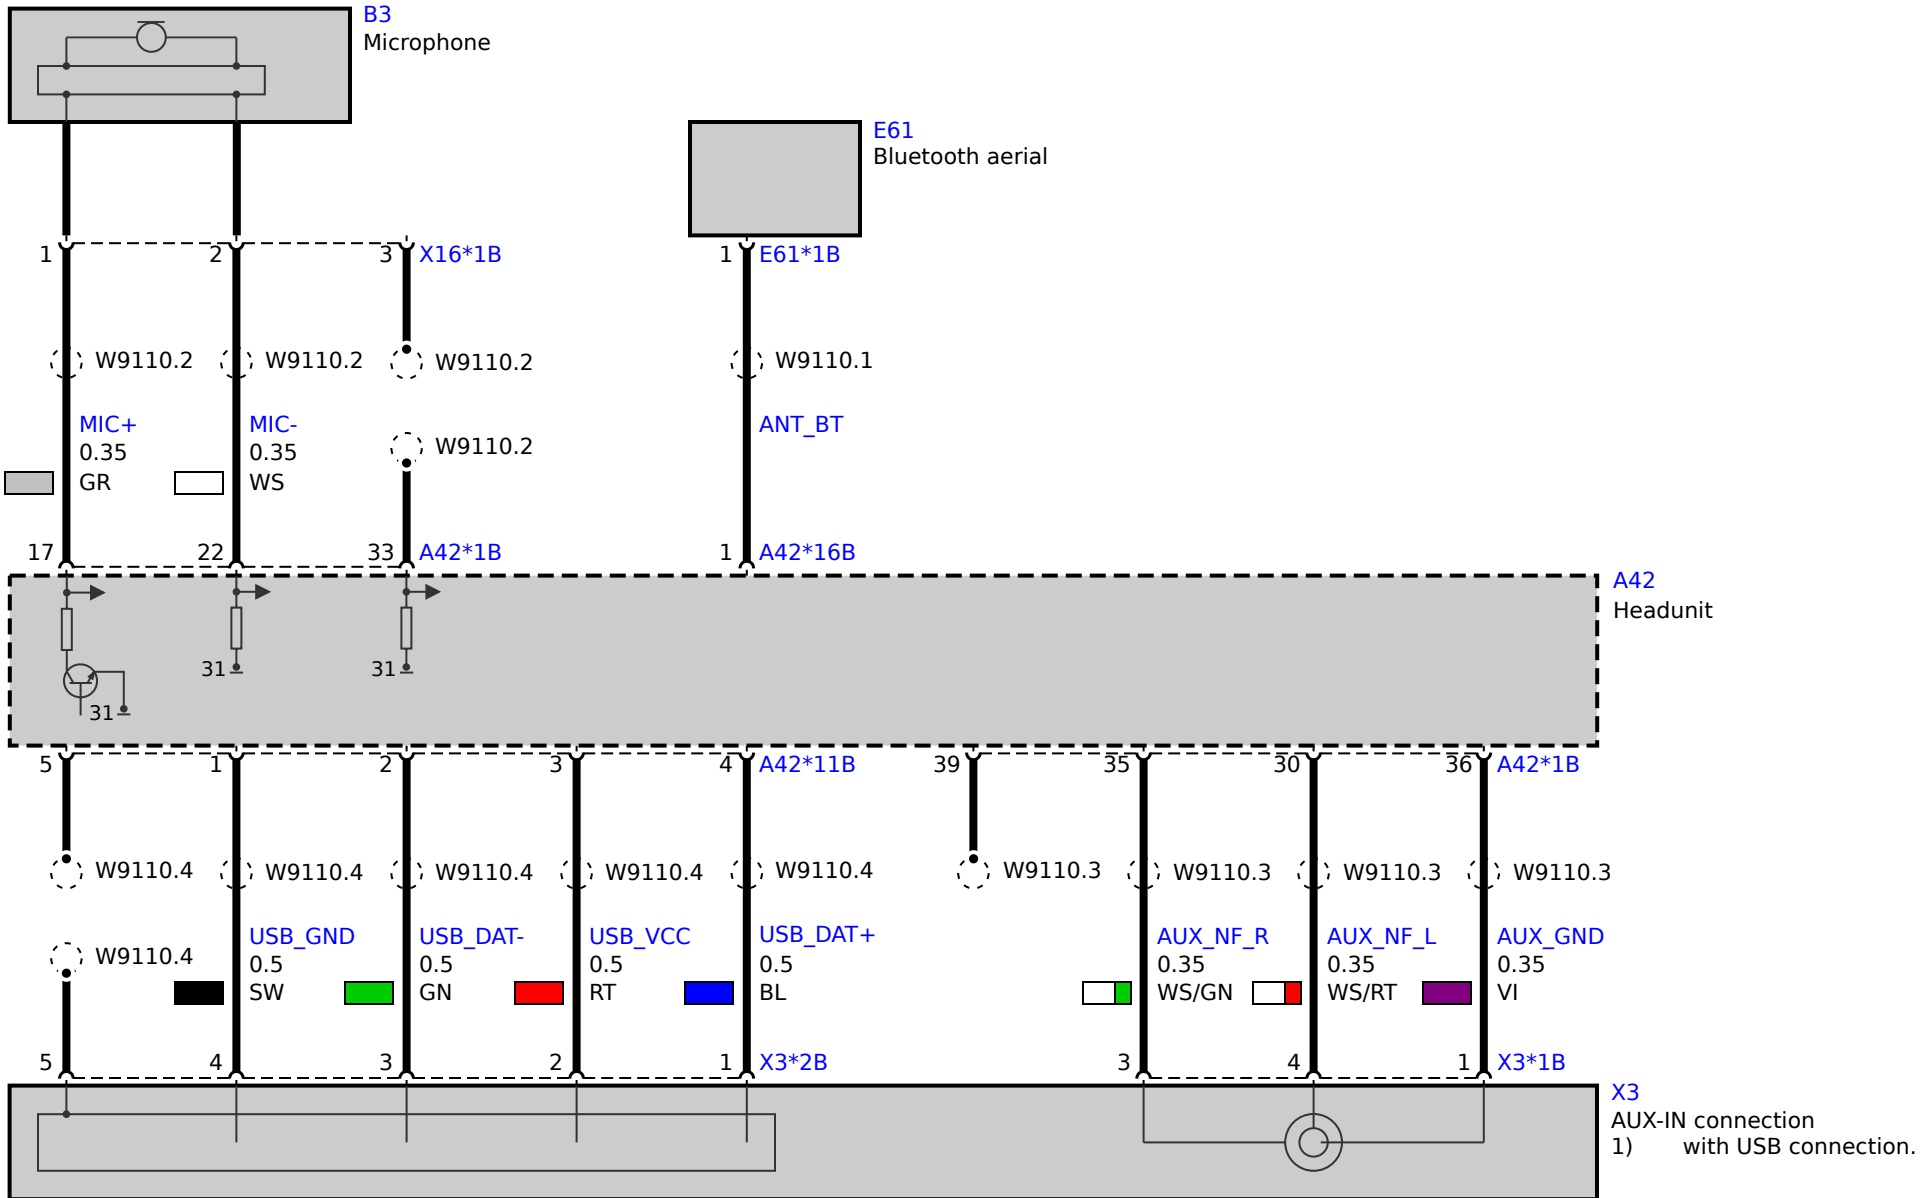 B3
Microphone
E61
Bluetooth aerial
1 2 3 X16*1B 1 E61*1B
W9110.2 W9110.2 W9110.2 W9110.1
MIC+ MIC- ANT_BT
0.35 0.35 W9110.2
GR WS
17 22 33 A42*1B 1 A42*16B
A42
Headunit
31 31
31
5 1 2 3 4 A42*11B 39 35 30 36 A42*1B
W9110.4 W9110.4 W9110.4 W9110.4 W9110.4 W9110.3 W9110.3 W9110.3 W9110.3
USB_GND USB_DAT- USB_VCC USB_DAT+ AUX_NF_R AUX_NF_L AUX_GND
W9110.4 0.5 0.5 0.5 0.5 0.35 0.35 0.35
SW GN RT BL WS/GN WS/RT VI
5 4 3 2 1 X3*2B 3 4 1 X3*1B
X3
AUX-IN connection
1) with USB connection.